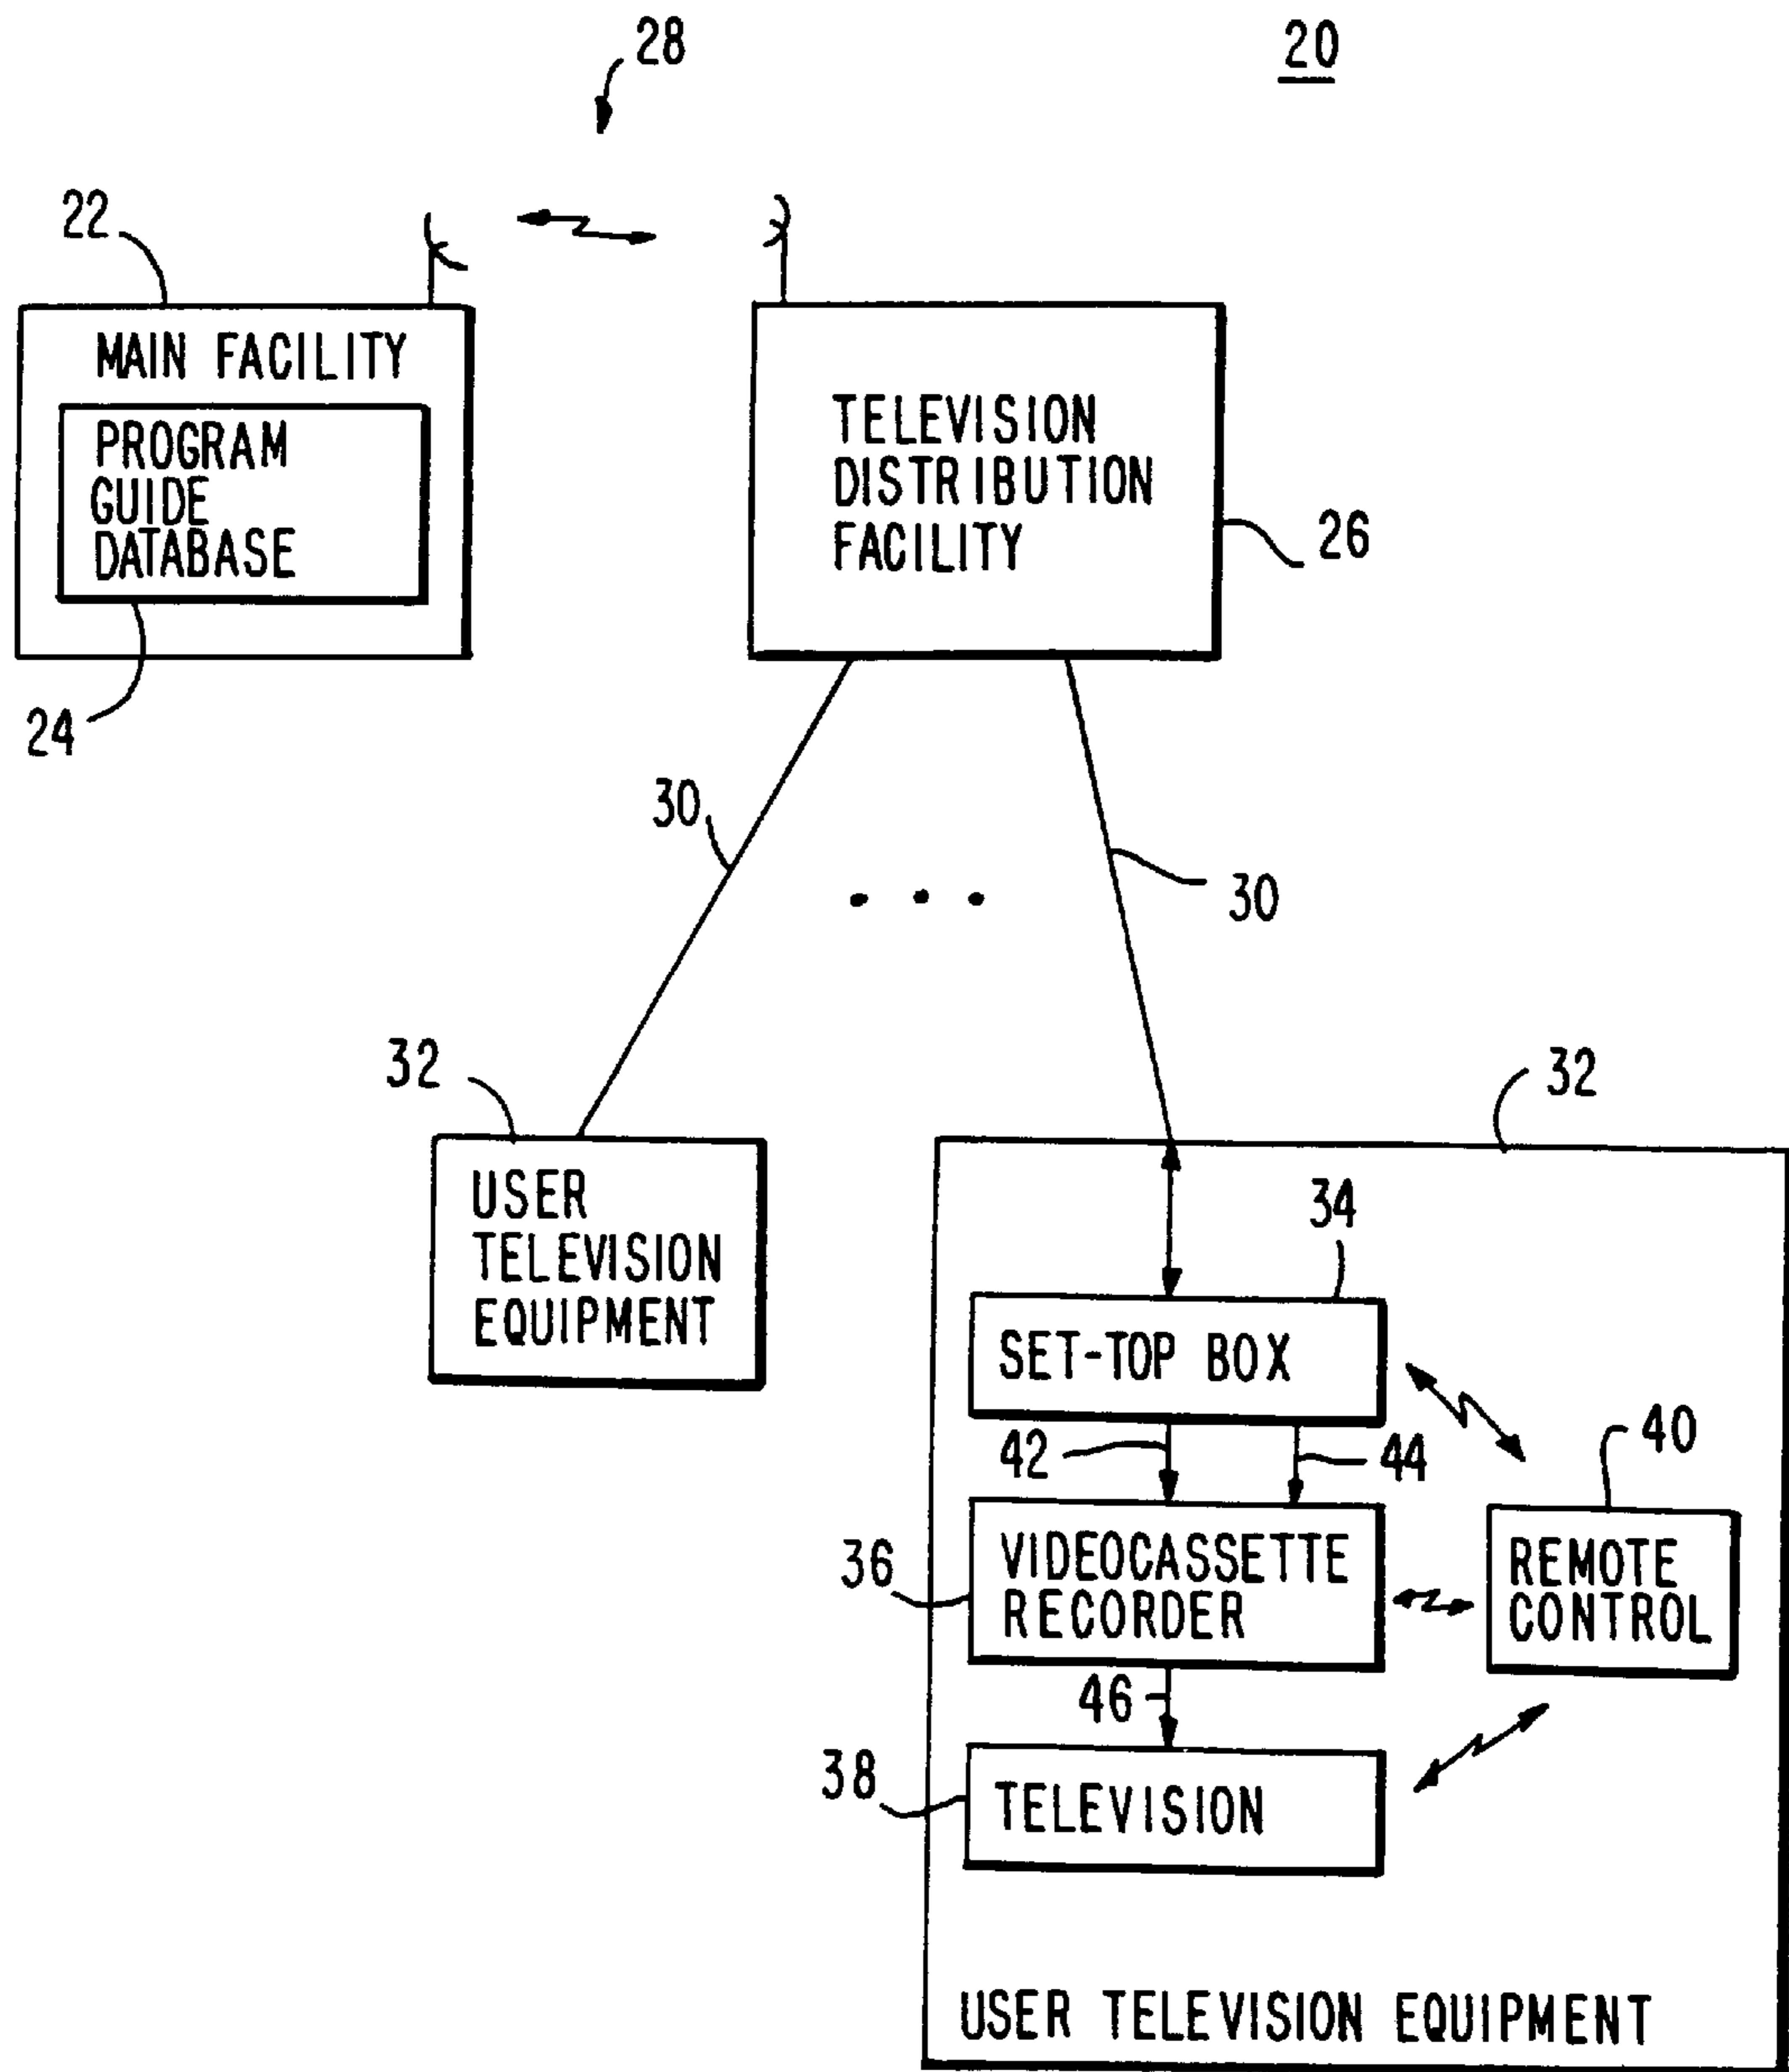 28
20
22
MAIN FACILITY
PROGRAM
GUIDE
DATABASE
24
TELEVISION
DISTRIBUTION
FACILITY
26
30
30
32
USER
TELEVISION
EQUIPMENT
32
34
SET-TOP BOX
42
44
40
36
VIDEOCASSETTE
RECORDER
REMOTE
CONTROL
46
38
TELEVISION
USER TELEVISION EQUIPMENT